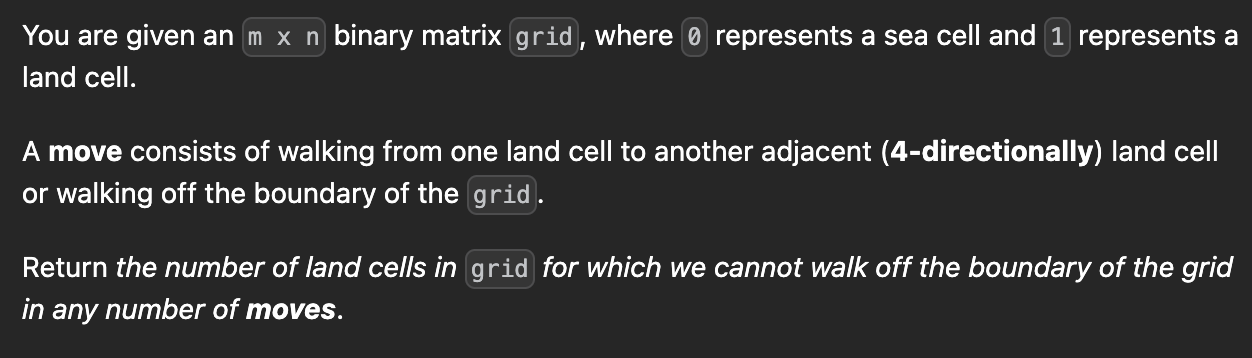 You are given an m x n binary matrix grid, where 0 represents a sea cell and 1 represents a
land cell.
A move consists of walking from one land cell to another adjacent (4-directionally) land cell
or walking off the boundary of the grid.
Return the number of land cells in grid for which we cannot walk off the boundary of the grid
in any number of moves.